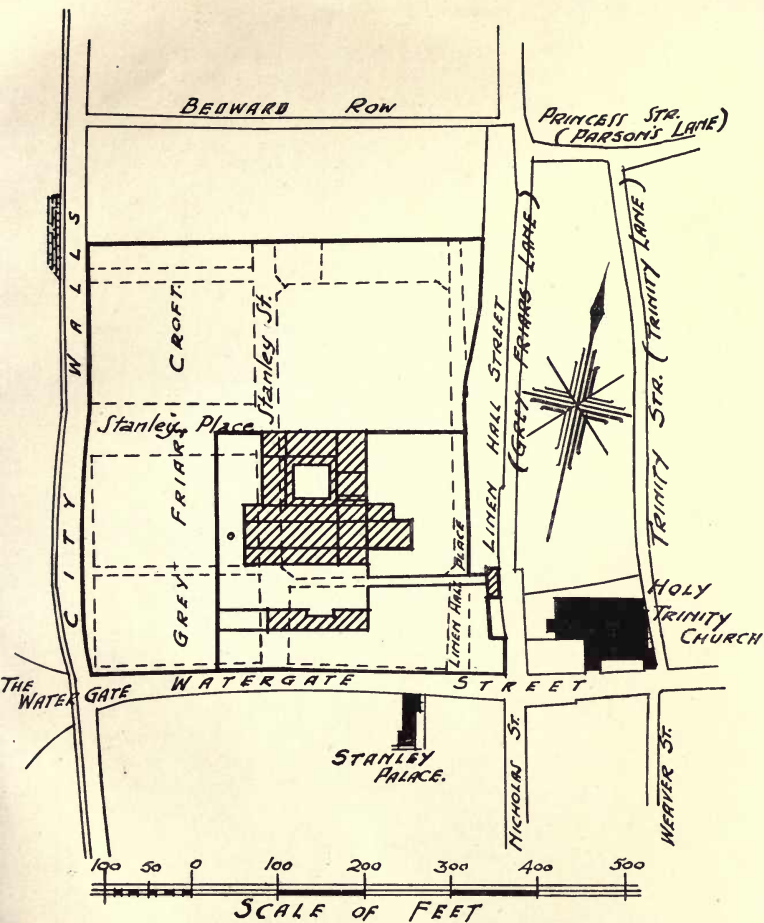 BEDWARD ROW
PRINCESS STR.
(PARSON'S LANE)
CITY WALLS
GREY FRIARS' CROFT.
Stanley St.
Stanley Place
LINEN HALL STREET
(GREY FRIARS' LANE)
TRINITY STR. (TRINITY LANE)
LINEN HALL PLACE
HOLY
TRINITY
CHURCH
THE
WATER GATE
WATERGATE STREET
STANLEY
PALACE.
NICHOLAS ST.
WEAVER ST.
100 50 0 100 200 300 400 500
SCALE OF FEET